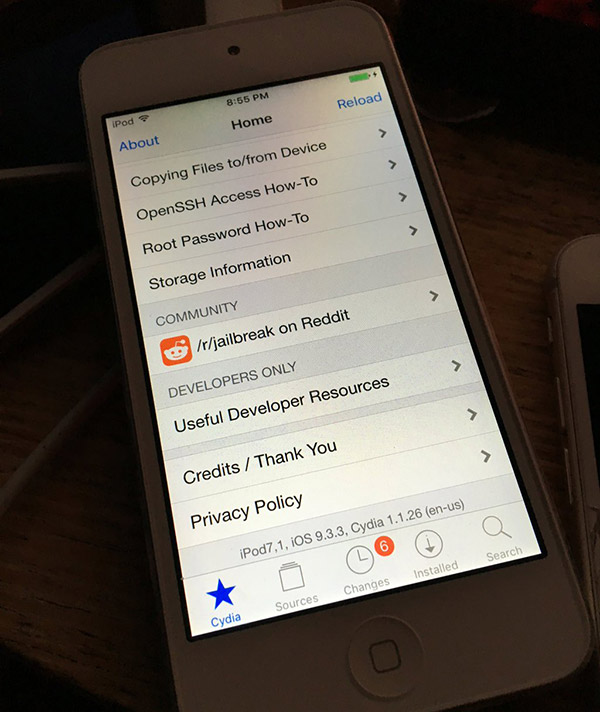 iPod 8:55 PM
About Home Reload
Copying Files to/from Device
OpenSSH Access How-To
Root Password How-To
Storage Information
COMMUNITY
/r/jailbreak on Reddit
DEVELOPERS ONLY
Useful Developer Resources
Credits / Thank You
Privacy Policy
iPod7,1, iOS 9.3.3, Cydia 1.1.26 (en-us)
6
Cydia Sources Changes Installed Search